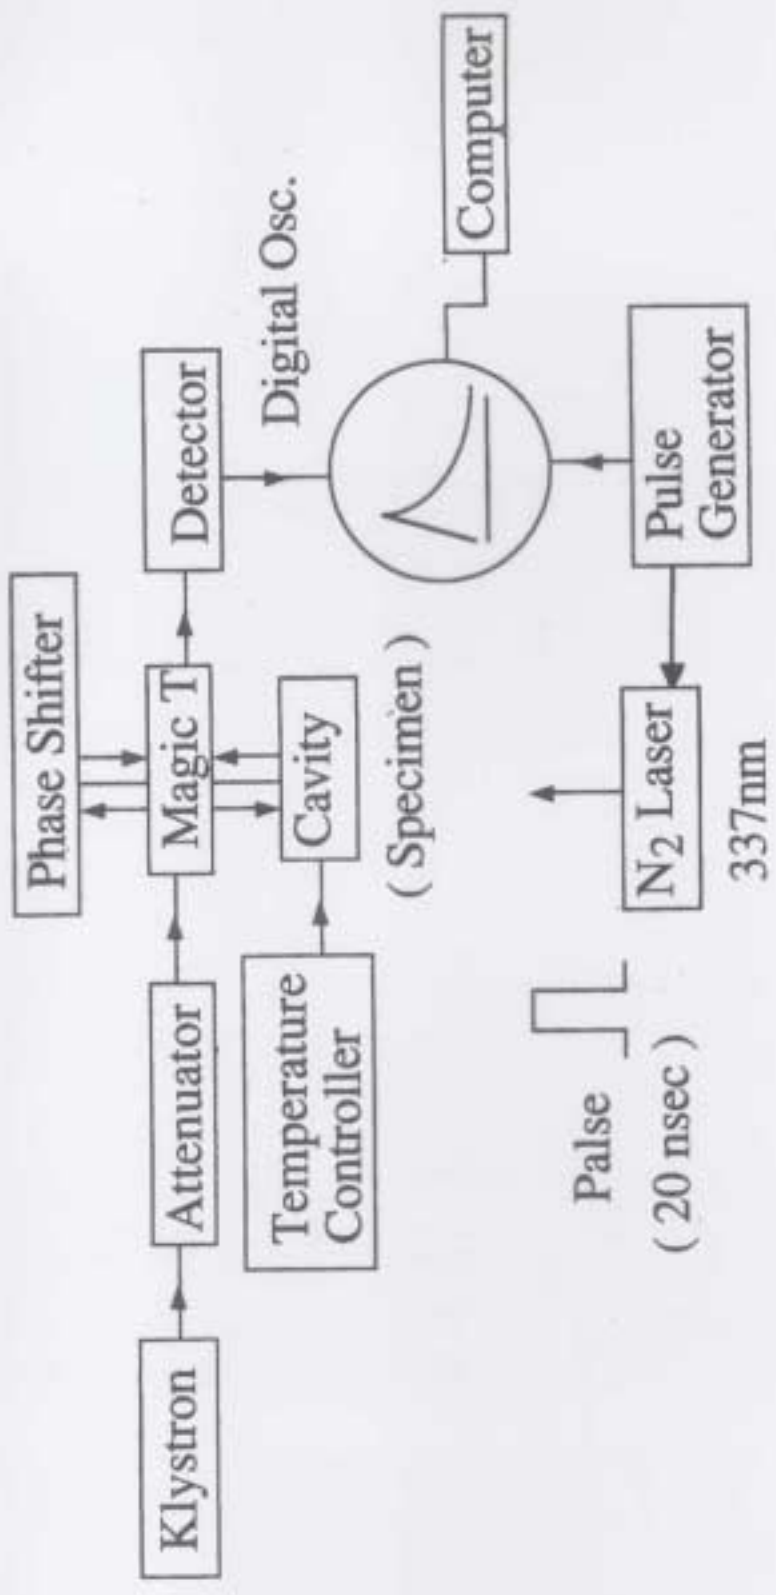 Phase Shifter
Klystron
Attenuator
Magic T
Detector
Temperature
Controller
Cavity
( Specimen )
Digital Osc.
Computer
Palse
( 20 nsec )
N2 Laser
337nm
Pulse
Generator